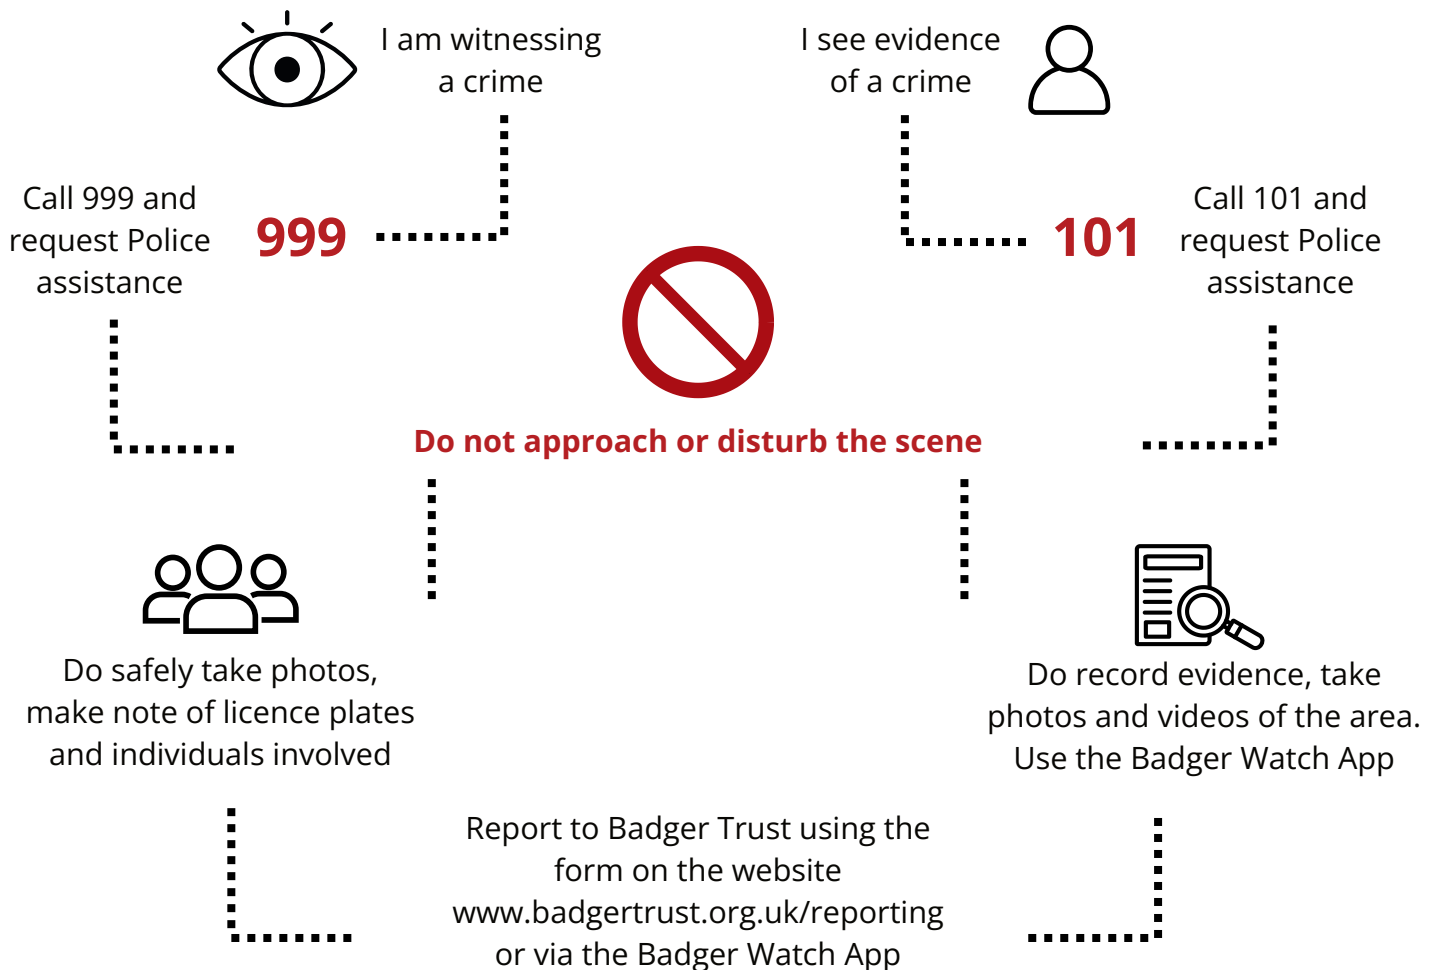 I am witnessing
a crime
I see evidence
of a crime
Call 999 and
request Police
assistance
999
101
Call 101 and
request Police
assistance
Do not approach or disturb the scene
Do safely take photos,
make note of licence plates
and individuals involved
Do record evidence, take
photos and videos of the area.
Use the Badger Watch App
Report to Badger Trust using the
form on the website
www.badgertrust.org.uk/reporting
or via the Badger Watch App